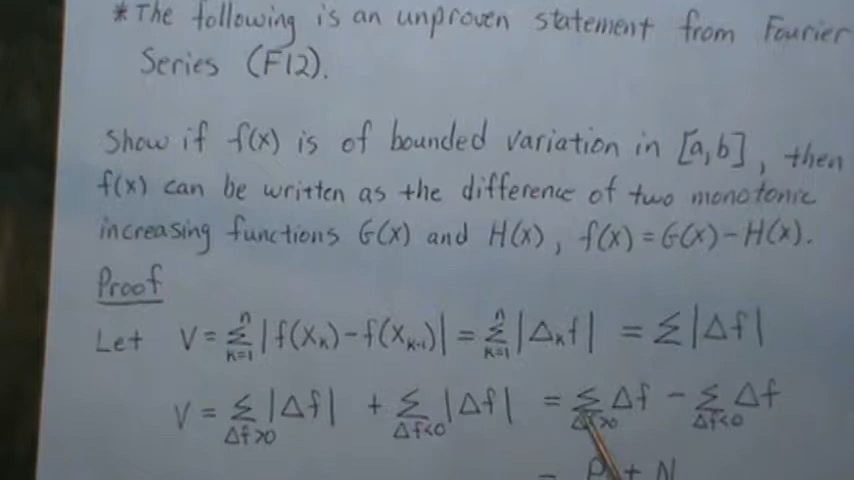 *The following is an unproven statement from Fourier
Series (F12).
Show if f(x) is of bounded variation in [a,b], then
f(x) can be written as the difference of two monotonic
increasing functions G(x) and H(x), f(x)=G(x)-H(x).
Proof
Let V = Σ_{k=1}^{n} |f(x_k)-f(x_{k-1})| = Σ_{k=1}^{n} |Δ_k f| = Σ|Δf|
V = Σ_{Δf>0} |Δf| + Σ_{Δf<0} |Δf| = Σ_{Δf>0} Δf - Σ_{Δf<0} Δf
= P + N